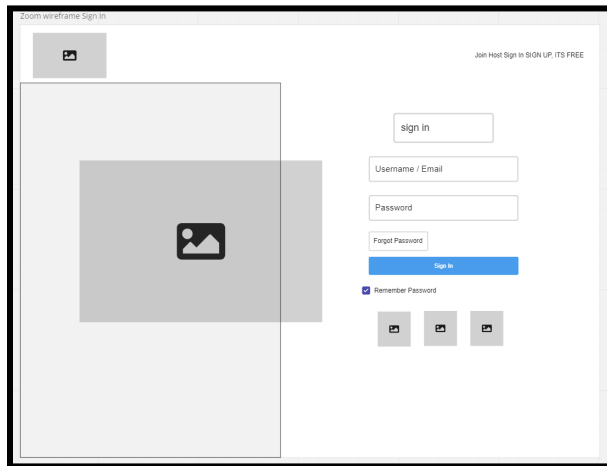 Zoom wireframe Sign In
Join Host Sign In SIGN UP, ITS FREE
sign in
Username / Email
Password
Forgot Password
Sign In
Remember Password